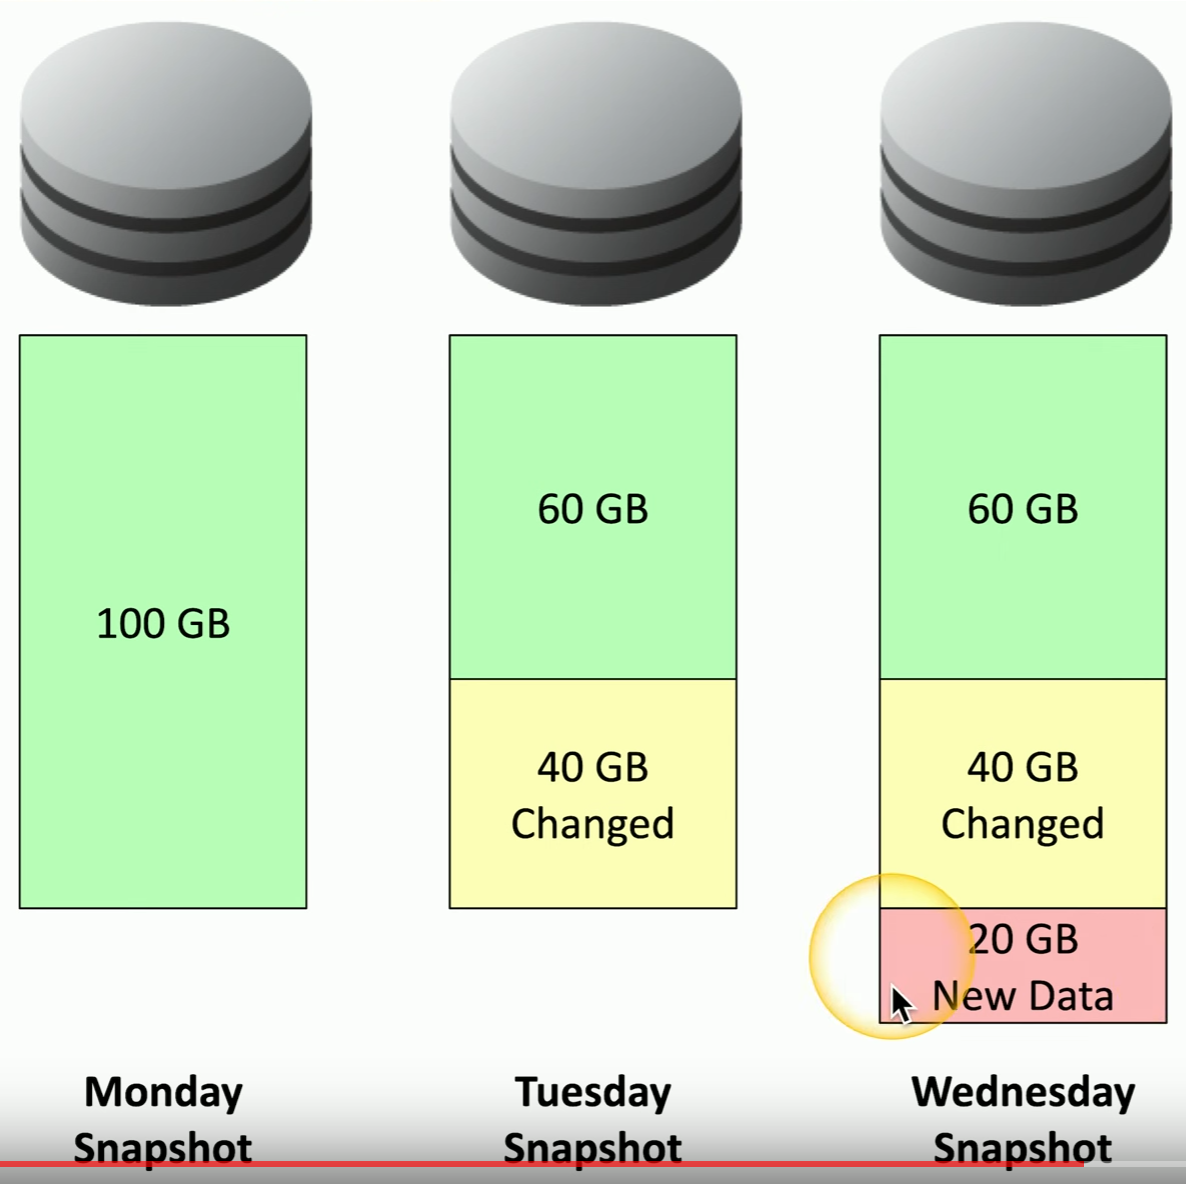 100 GB
60 GB
40 GB
Changed
60 GB
40 GB
Changed
20 GB
New Data
Monday
Snapshot
Tuesday
Snapshot
Wednesday
Snapshot